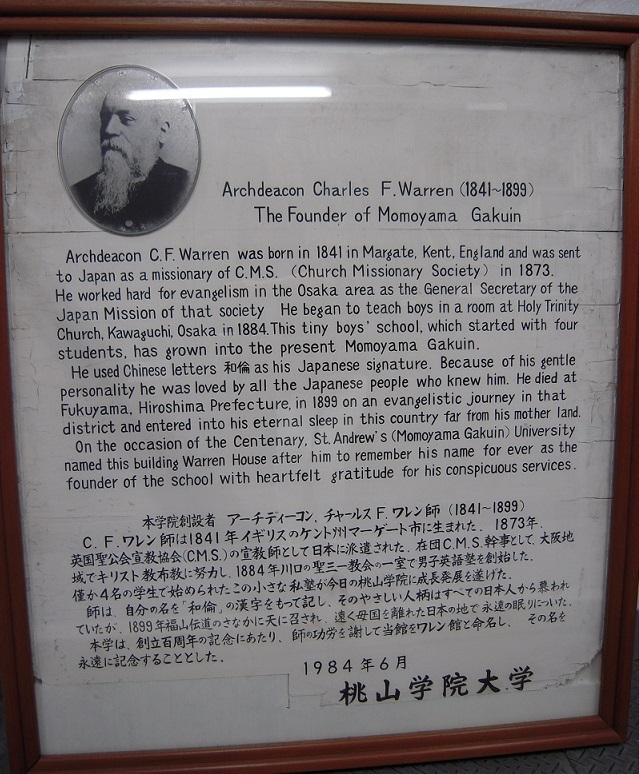 Archdeacon Charles F. Warren (1841~1899)
The Founder of Momoyama Gakuin
Archdeacon C.F. Warren was born in 1841 in Margate, Kent, England and was sent
to Japan as a missionary of C.M.S. (Church Missionary Society) in 1873.
He worked hard for evangelism in the Osaka area as the General Secretary of the
Japan Mission of that society He began to teach boys in a room at Holy Trinity
Church, Kawaguchi, Osaka in 1884. This tiny boys' school, which started with four
students, has grown into the present Momoyama Gakuin.
He used Chinese letters 和倫 as his Japanese signature. Because of his gentle
personality he was loved by all the Japanese people who knew him. He died at
Fukuyama, Hiroshima Prefecture, in 1899 on an evangelistic journey in that
district and entered into his eternal sleep in this country far from his mother land.
On the occasion of the Centenary, St. Andrew's (Momoyama Gakuin) University
named this building Warren House after him to remember his name for ever as the
founder of the school with heartfelt gratitude for his conspicuous services.
本学院創設者 アーチディーコン、チャールス F. ワレン師 (1841~1899)
C. F. ワレン師は1841年イギリスのケント州マーゲート市に生まれた。1873年、
英国聖公会宣教協会(C.M.S.)の宣教師として日本に派遣された。在団C.M.S.幹事として、大阪地
域でキリスト教布教に努力し、1884年川口の聖三一教会の一室で男子英語塾を創始した。
僅か4名の学生で始められたこの小さな私塾が今日の桃山学院に成長発展を遂げた。
師は、自分の名を「和倫」の漢字をもって記し、そのやさしい人柄はすべての日本人から慕われ
ていたが、1899年福山伝道のさなかに天に召され、遠く母国を離れた日本の地で永遠の眠りについた。
本学は、創立百周年の記念にあたり、師の功労を謝して当館をワレン館と命名し、その名を
永遠に記念することとした。
1984年6月
桃山学院大学